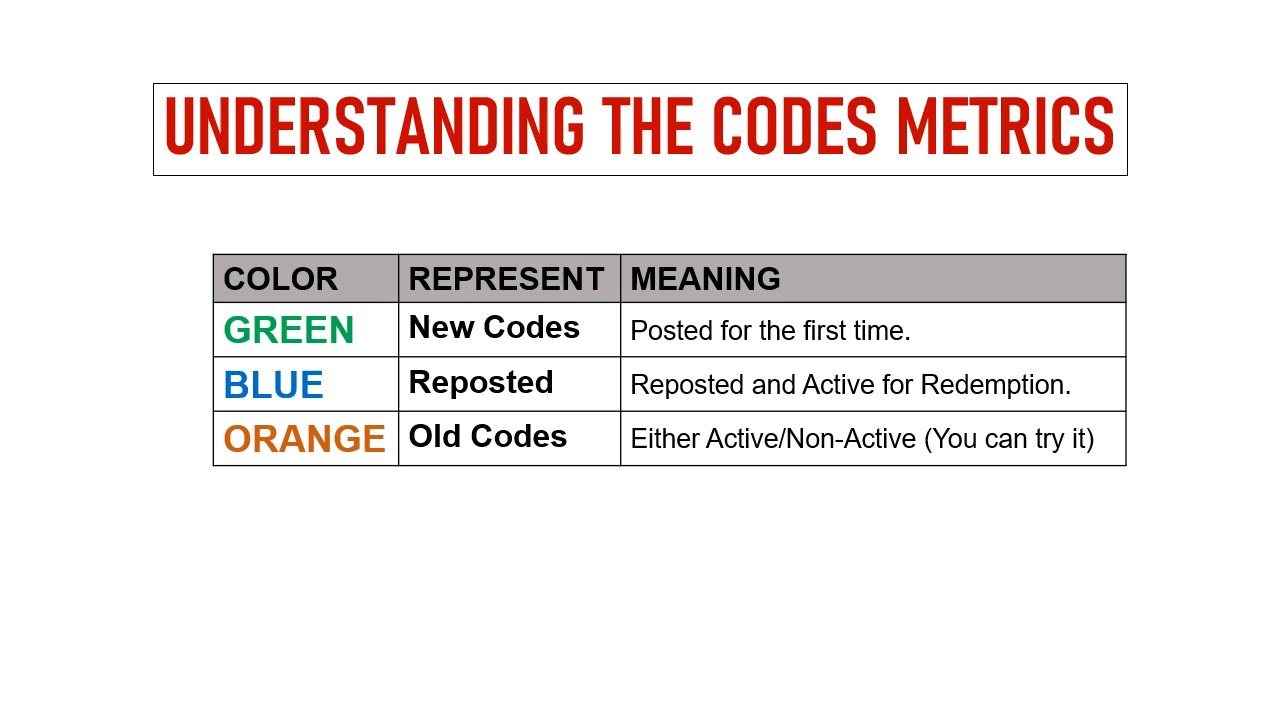 UNDERSTANDING THE CODES METRICS
COLOR REPRESENT MEANING
GREEN New Codes Posted for the first time.
BLUE Reposted Reposted and Active for Redemption.
ORANGE Old Codes Either Active/Non-Active (You can try it)